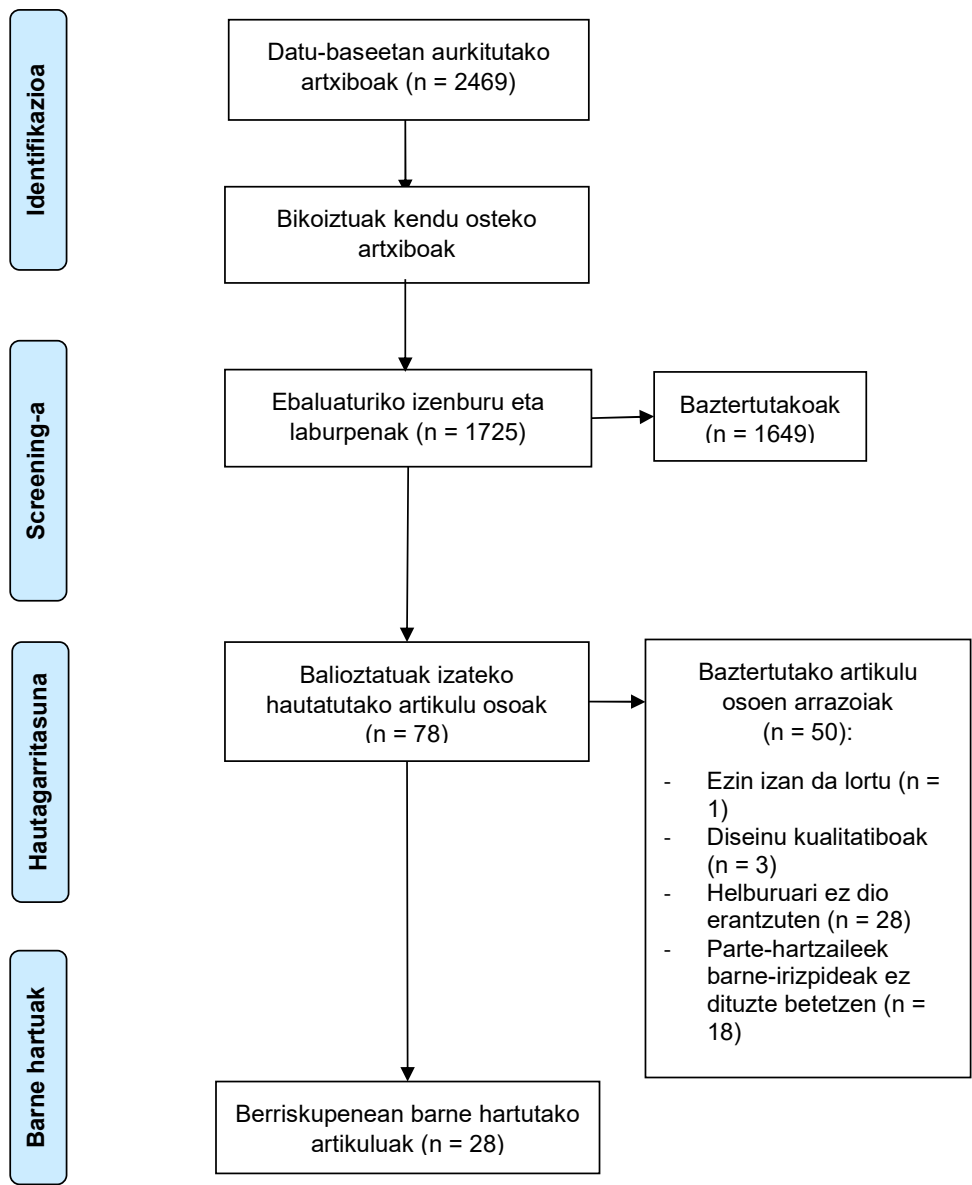 Identifikazioa
Datu-baseetan aurkitutako
artxiboak (n = 2469)
Bikoiztuak kendu osteko
artxiboak
Screening-a
Ebaluaturiko izenburu eta
laburpenak (n = 1725)
Baztertutakoak
(n = 1649)
Hautagarritasuna
Balioztatuak izateko
hautatutako artikulu osoak
(n = 78)
Baztertutako artikulu
osoen arrazoiak
(n = 50):
- Ezin izan da lortu (n =
1)
- Diseinu kualitatiboak
(n = 3)
- Helburuari ez dio
erantzuten (n = 28)
- Parte-hartzaileek
barne-irizpideak ez
dituzte betetzen (n =
18)
Barne hartuak
Berriskupenean barne hartutako
artikuluak (n = 28)